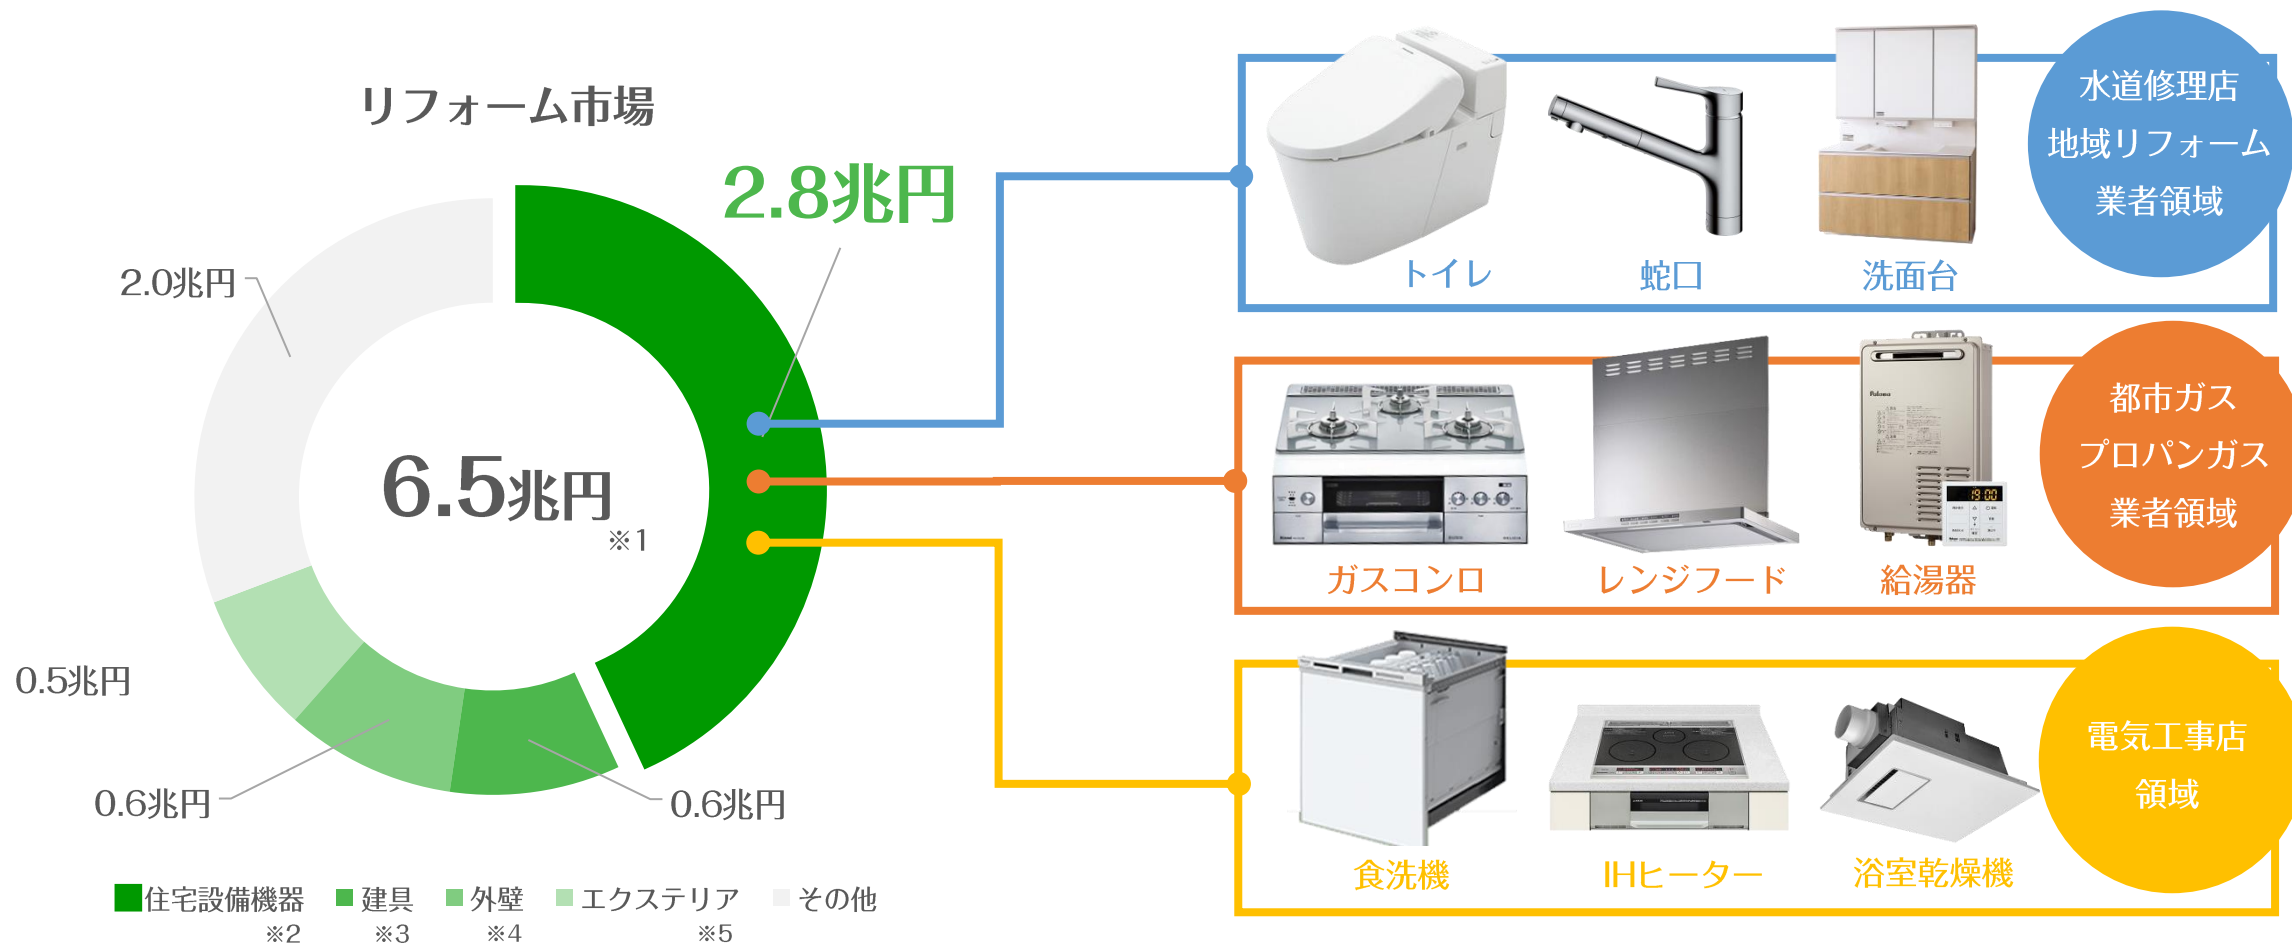 リフォーム市場
2.8兆円
2.0兆円
6.5兆円
※1
0.5兆円
0.6兆円
0.6兆円
住宅設備機器
※2
建具
※3
外壁
※4
エクステリア
※5
その他
トイレ
蛇口
洗面台
水道修理店
地域リフォーム
業者領域
ガスコンロ
レンジフード
給湯器
Paloma
19:00
都市ガス
プロパンガス
業者領域
食洗機
IHヒーター
浴室乾燥機
電気工事店
領域